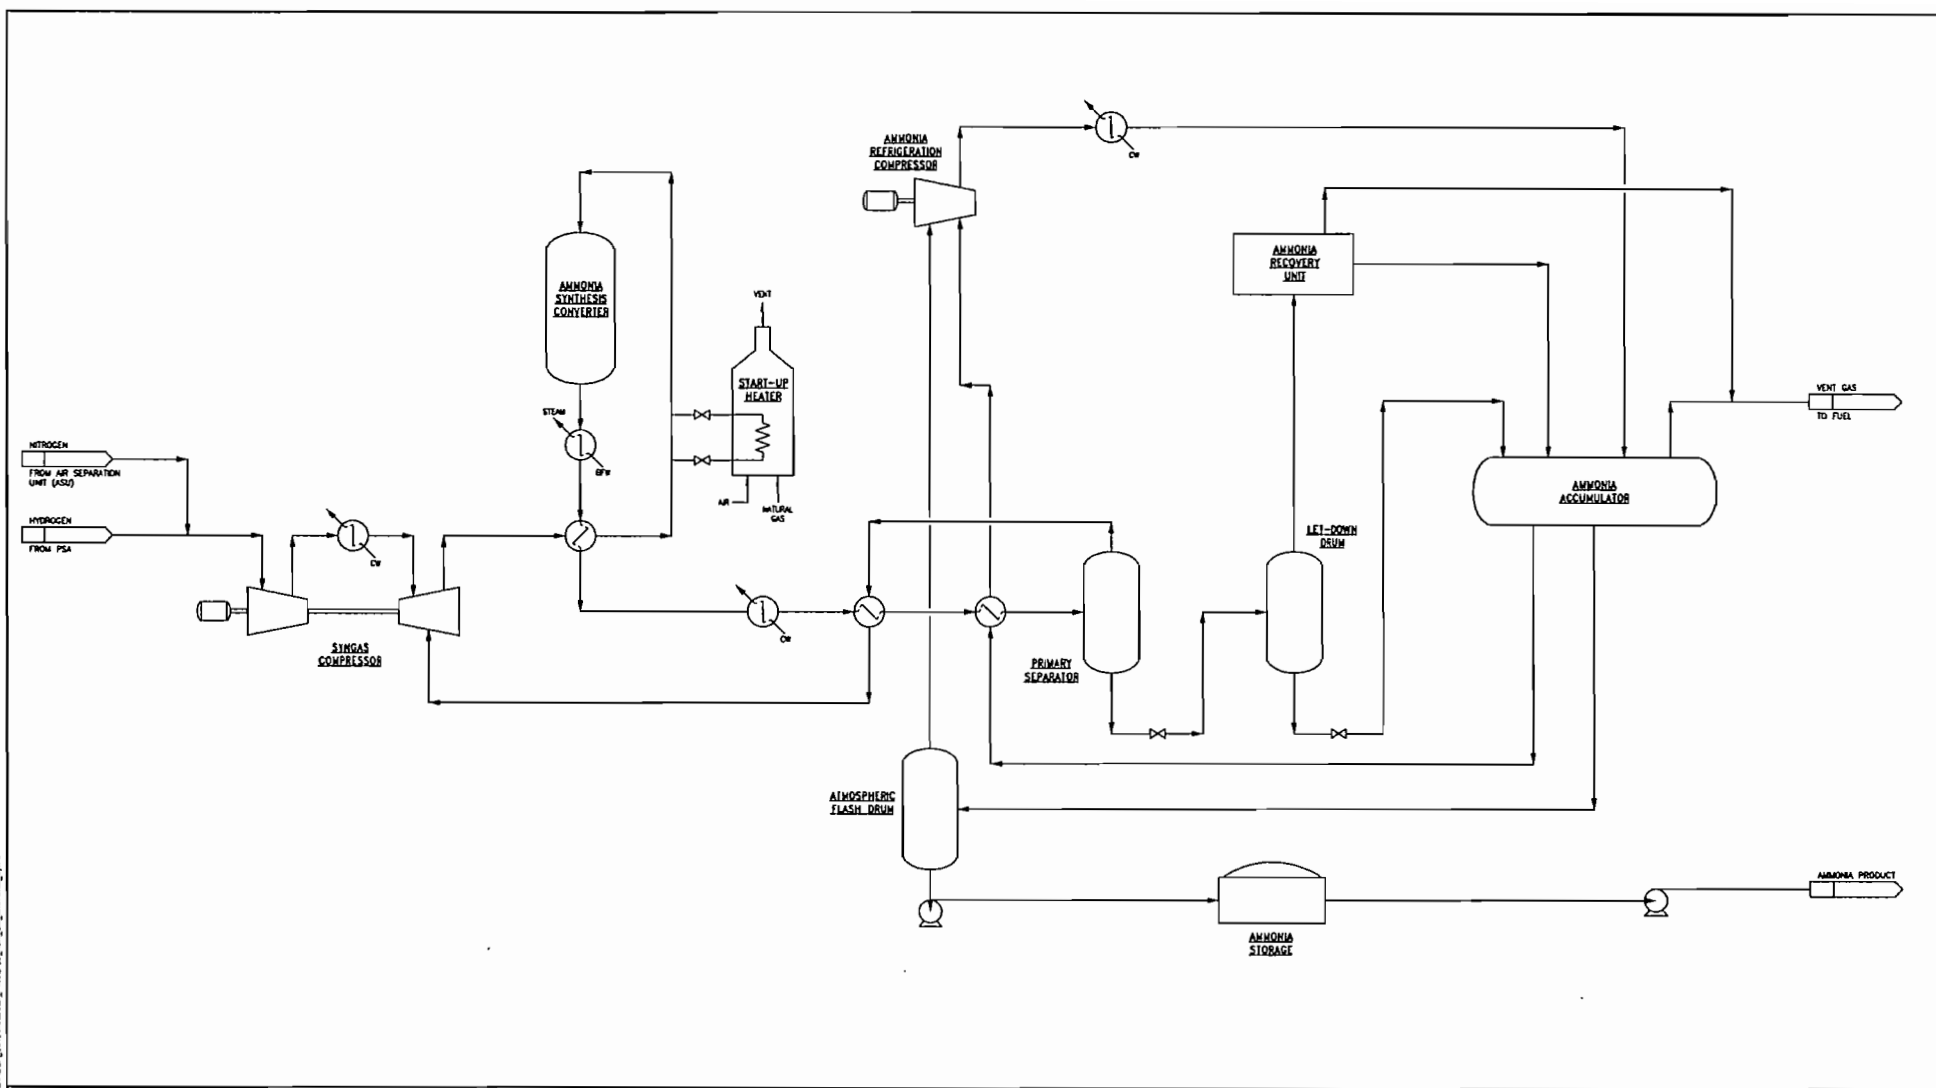 AMMONIA
REFRIGERATION
COMPRESSOR
CW
AMMONIA
RECOVERY
UNIT
AMMONIA
SYNTHESIS
CONVERTER
VENT
START-UP
HEATER
STEAM
BFW
AIR
NATURAL
GAS
NITROGEN
FROM AIR SEPARATION
UNIT (ASU)
HYDROGEN
FROM PSA
CW
SYNGAS
COMPRESSOR
CW
VENT GAS
TO FUEL
AMMONIA
ACCUMULATOR
LET-DOWN
DRUM
PRIMARY
SEPARATOR
ATMOSPHERIC
FLASH DRUM
AMMONIA
STORAGE
AMMONIA PRODUCT